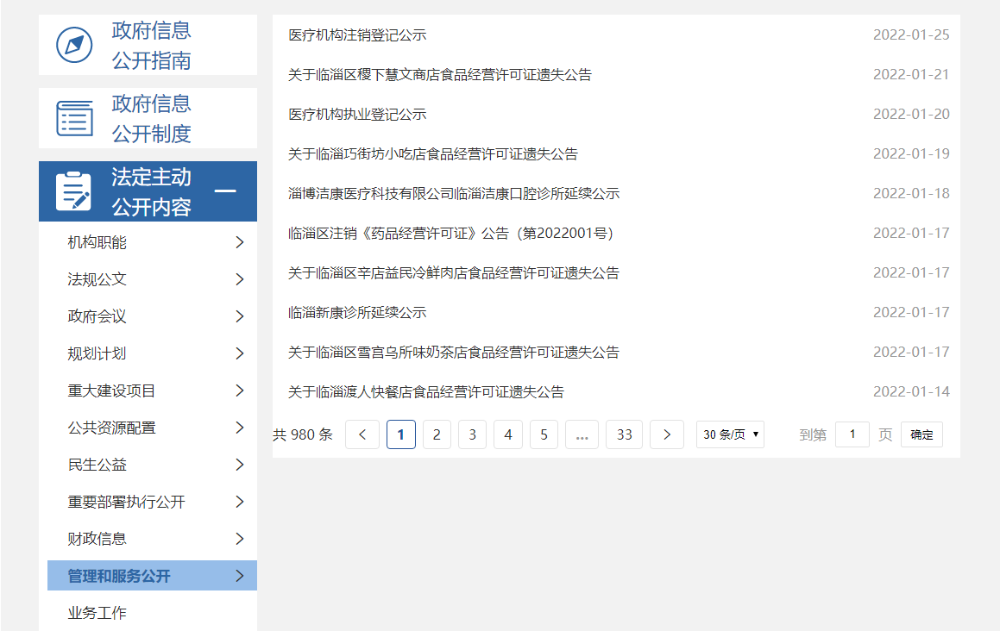 政府信息
公开指南
政府信息
公开制度
法定主动
公开内容
机构职能
法规公文
政府会议
规划计划
重大建设项目
公共资源配置
民生公益
重要部署执行公开
财政信息
管理和服务公开
业务工作
医疗机构注销登记公示 2022-01-25
关于临淄区稷下慧文商店食品经营许可证遗失公告 2022-01-21
医疗机构执业登记公示 2022-01-20
关于临淄巧街坊小吃店食品经营许可证遗失公告 2022-01-19
淄博洁康医疗科技有限公司临淄洁康口腔诊所延续公示 2022-01-18
临淄区注销《药品经营许可证》公告（第2022001号） 2022-01-17
关于临淄区辛店益民冷鲜肉店食品经营许可证遗失公告 2022-01-17
临淄新康诊所延续公示 2022-01-17
关于临淄区雪宫乌所味奶茶店食品经营许可证遗失公告 2022-01-17
关于临淄渡人快餐店食品经营许可证遗失公告 2022-01-14
共 980 条 < 1 2 3 4 5 ... 33 > 30 条/页 ▼ 到第 1 页 确定